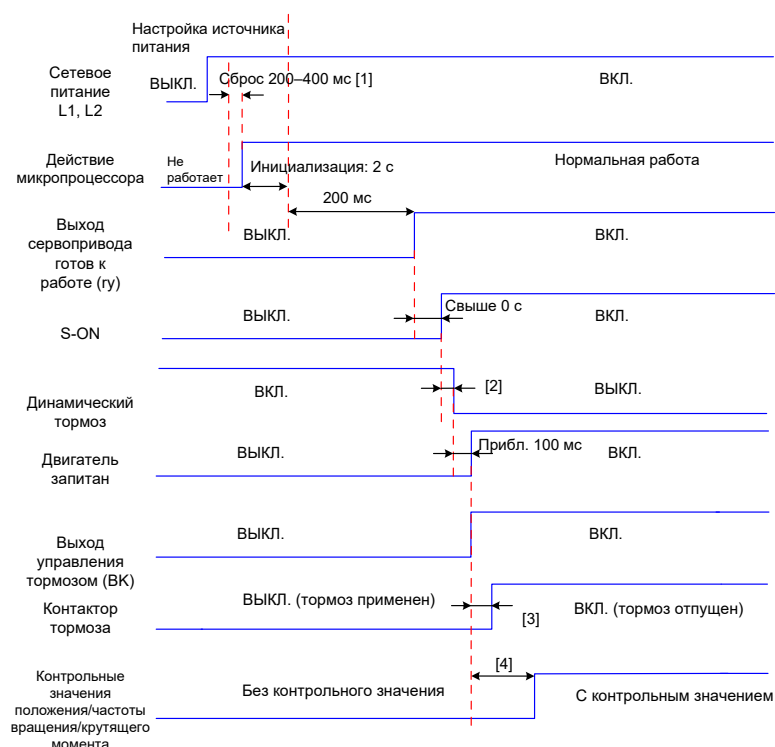 Настройка источника
питания
Сетевое
питание
L1, L2
ВЫКЛ.
Сброс 200–400 мс [1]
ВКЛ.
Действие
микропроцессора
Не
работает
Инициализация: 2 с
Нормальная работа
200 мс
Выход
сервопривода
готов к
работе (ry)
ВЫКЛ.
ВКЛ.
S-ON
ВЫКЛ.
Свыше 0 с
ВКЛ.
Динамический
тормоз
ВКЛ.
[2]
ВЫКЛ.
Двигатель
запитан
ВЫКЛ.
Прибл. 100 мс
ВКЛ.
Выход
управления
тормозом (BK)
ВЫКЛ.
ВКЛ.
Контактор
тормоза
ВЫКЛ. (тормоз применен)
[3]
ВКЛ. (тормоз отпущен)
Контрольные
значения
положения/частоты
вращения/крутящего
момента
Без контрольного значения
[4]
С контрольным значением